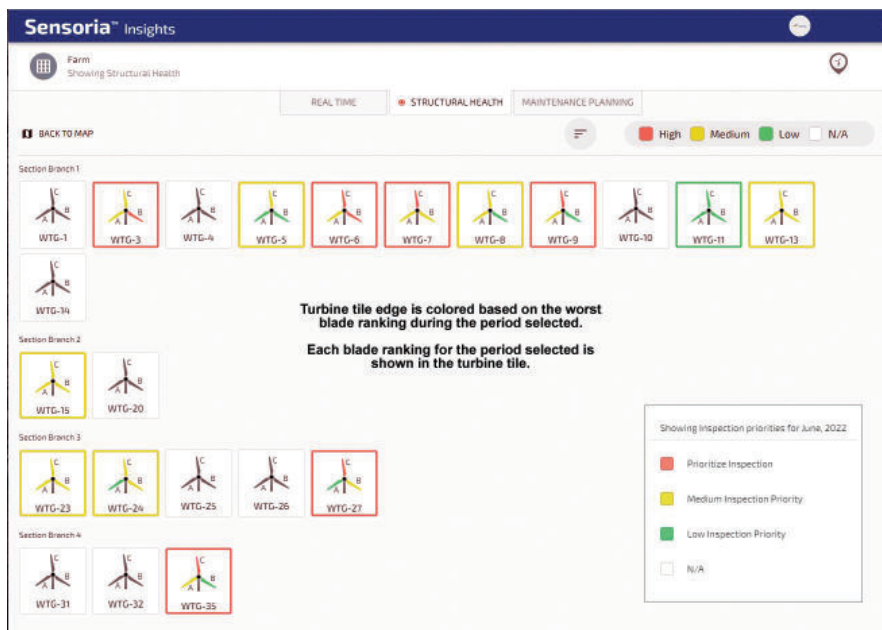 Sensoria™ Insights
Farm
Showing Structural Health
REAL TIME
STRUCTURAL HEALTH
MAINTENANCE PLANNING
BACK TO MAP
High
Medium
Low
N/A
Section Branch 1
C
A
B
WTG-1
C
A
B
WTG-3
C
A
B
WTG-4
C
A
B
WTG-5
C
A
B
WTG-6
C
A
B
WTG-7
C
A
B
WTG-8
C
A
B
WTG-9
C
A
B
WTG-10
C
A
B
WTG-11
C
A
B
WTG-13
C
A
B
WTG-14
Turbine tile edge is colored based on the worst
blade ranking during the period selected.
Each blade ranking for the period selected is
shown in the turbine tile.
Section Branch 2
C
A
B
WTG-15
C
A
B
WTG-20
Section Branch 3
C
A
B
WTG-23
C
A
B
WTG-24
C
A
B
WTG-25
C
A
B
WTG-26
C
A
B
WTG-27
Section Branch 4
C
A
B
WTG-31
C
A
B
WTG-32
C
A
B
WTG-35
Showing Inspection priorities for June, 2022
Prioritize Inspection
Medium Inspection Priority
Low Inspection Priority
N/A